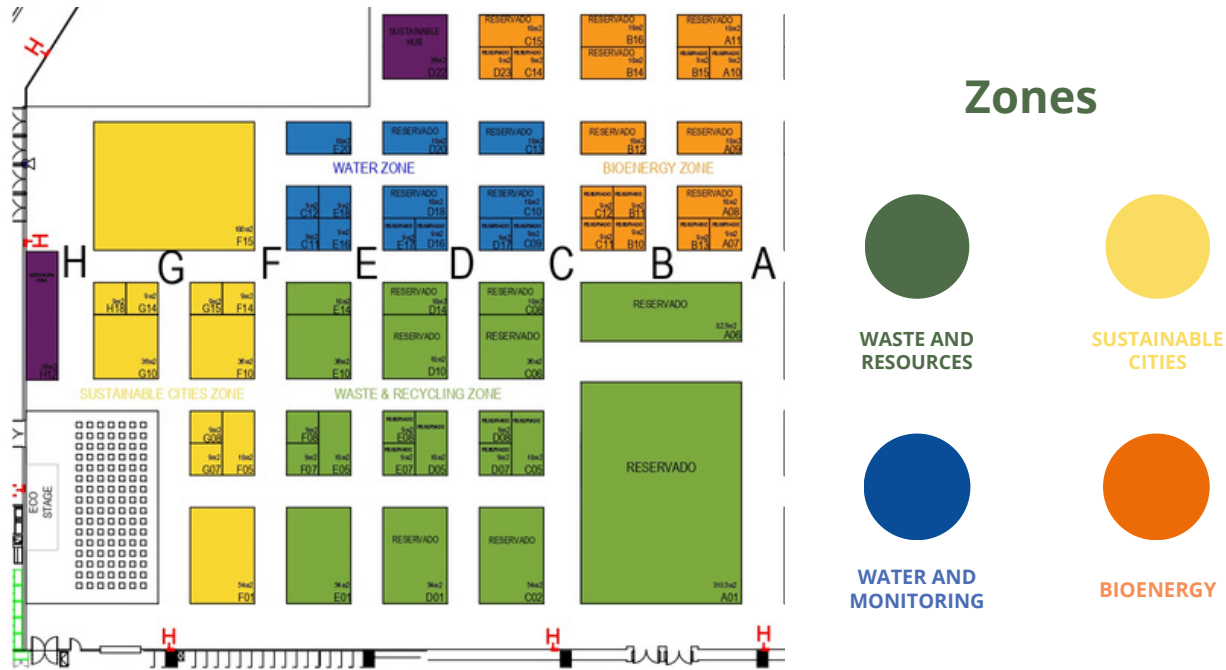 SUSTAINABLE
HUB
D22
RESERVADO
C15
RESERVADO
B16
RESERVADO
A11
D23
C14
RESERVADO
B14
B15
A10
E20
RESERVADO
D20
RESERVADO
C13
RESERVADO
B12
RESERVADO
A09
WATER ZONE
BIOENERGY ZONE
F15
C12
E18
RESERVADO
D18
RESERVADO
C10
C12
B11
RESERVADO
A08
C11
E16
E17
D16
D17
C09
C11
B10
B13
A07
H
G
F
E
D
C
B
A
H18
G14
G15
F14
E14
RESERVADO
D14
RESERVADO
C08
RESERVADO
A06
H12
G10
F10
E10
RESERVADO
D10
RESERVADO
C06
SUSTAINABLE CITIES ZONE
WASTE & RECYCLING ZONE
G08
G07
F05
F08
F07
E05
E08
E07
D05
D08
D07
C05
RESERVADO
ECO
STAGE
F01
E01
RESERVADO
D01
RESERVADO
C02
A01
H
H
H
H
H
Zones
WASTE AND
RESOURCES
SUSTAINABLE
CITIES
WATER AND
MONITORING
BIOENERGY